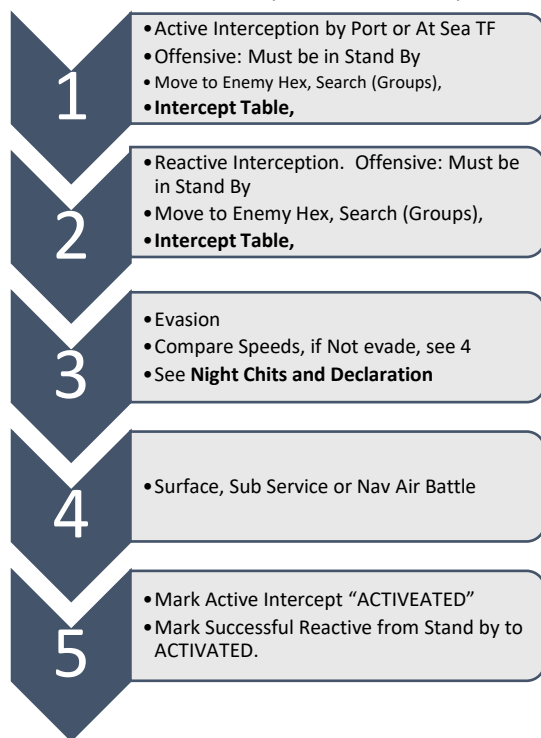 1
•Active Interception by Port or At Sea TF
•Offensive: Must be in Stand By
•Move to Enemy Hex, Search (Groups),
•Intercept Table,
2
•Reactive Interception. Offensive: Must be
in Stand By
•Move to Enemy Hex, Search (Groups),
•Intercept Table,
3
•Evasion
•Compare Speeds, if Not evade, see 4
•See Night Chits and Declaration
4
•Surface, Sub Service or Nav Air Battle
5
•Mark Active Intercept “ACTIVEATED”
•Mark Successful Reactive from Stand by to
ACTIVATED.